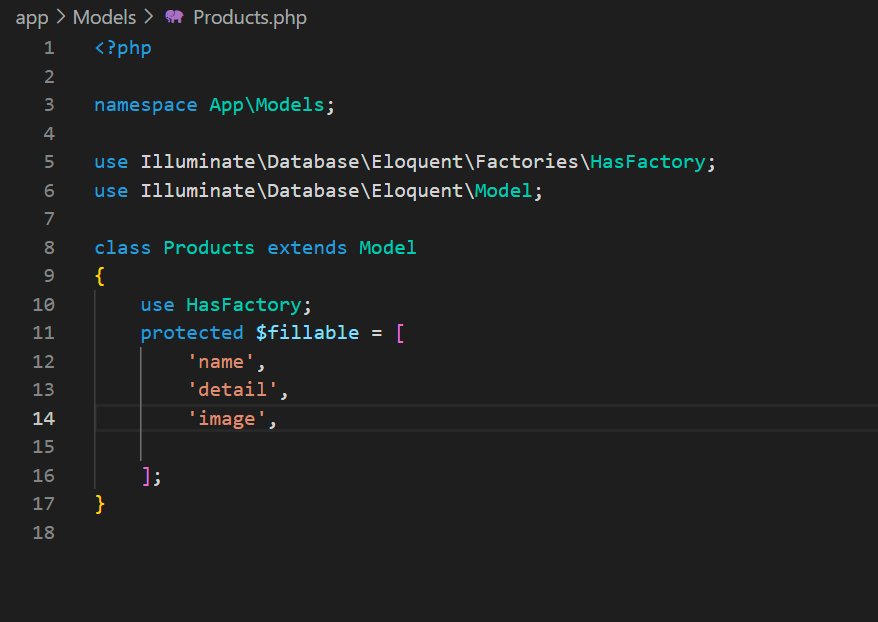 app > Models > Products.php
1 <?php
2
3 namespace App\Models;
4
5 use Illuminate\Database\Eloquent\Factories\HasFactory;
6 use Illuminate\Database\Eloquent\Model;
7
8 class Products extends Model
9 {
10 use HasFactory;
11 protected $fillable = [
12 'name',
13 'detail',
14 'image',
15
16 ];
17 }
18